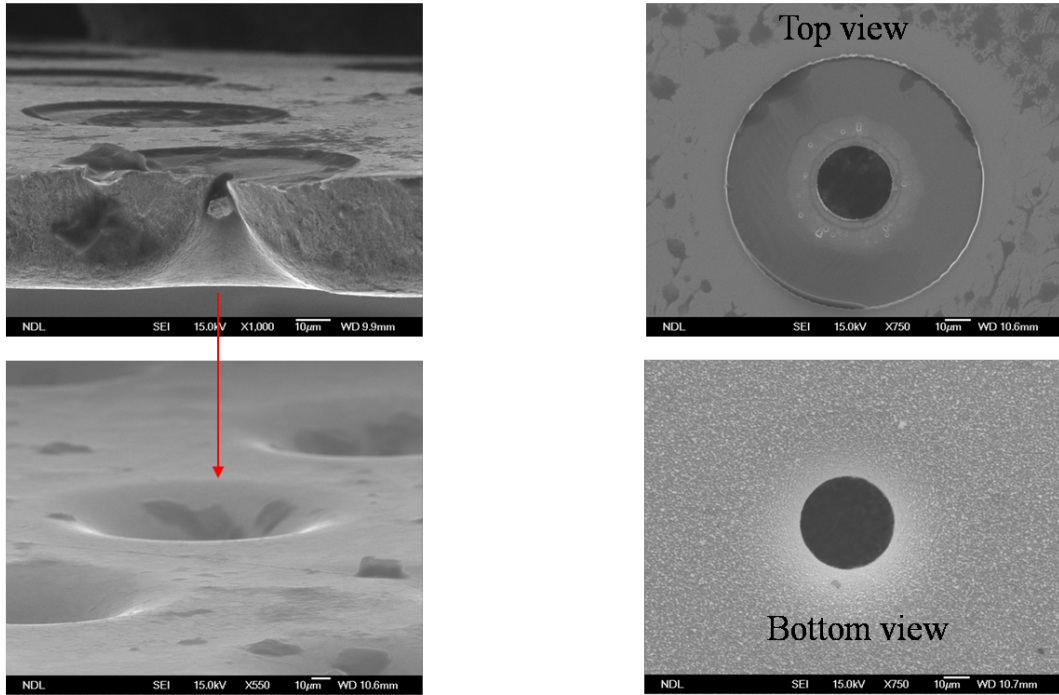 Top view
NDL SEI 15.0kV X1,000 10µm WD 9.9mm
NDL SEI 15.0kV X750 10µm WD 10.6mm
Bottom view
NDL SEI 15.0kV X550 10µm WD 10.6mm
NDL SEI 15.0kV X750 10µm WD 10.7mm